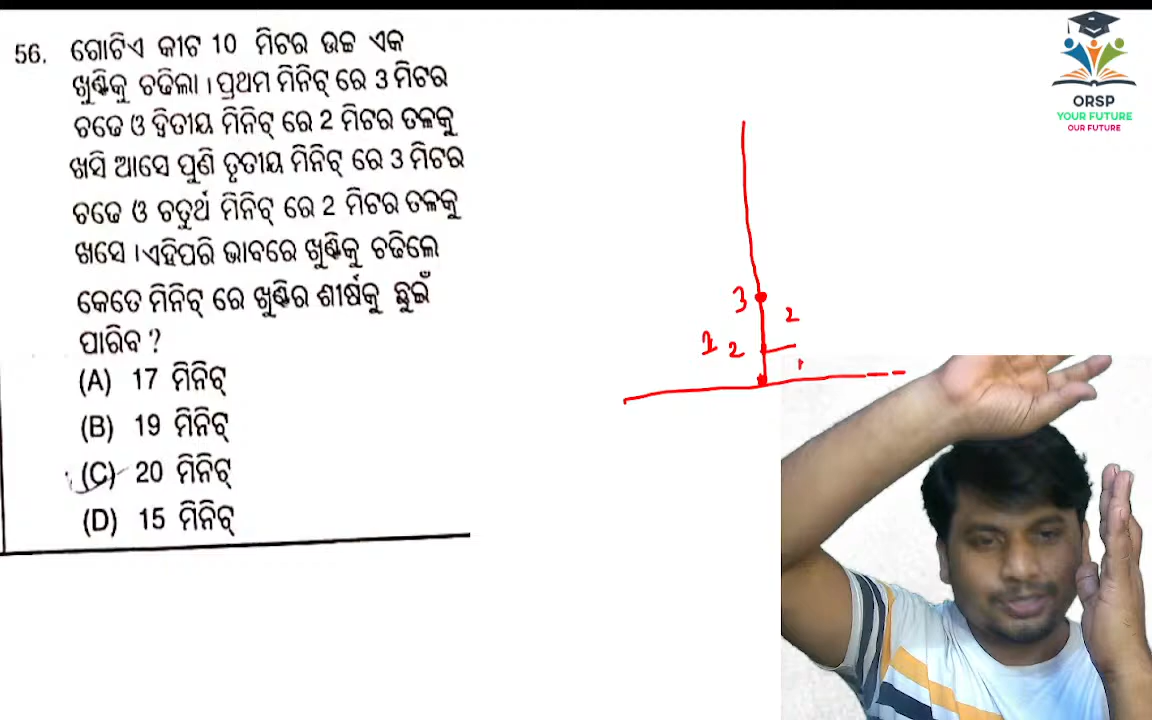 56. ଗୋଟିଏ କୀଟ 10 ମିଟର ଉଚ୍ଚ ଏକ
ଖୁଣ୍ଟିକୁ ଚଢିଲା । ପ୍ରଥମ ମିନିଟ୍ ରେ 3 ମିଟର
ଚଢେ ଓ ଦ୍ୱିତୀୟ ମିନିଟ୍ ରେ 2 ମିଟର ତଳକୁ
ଖସି ଆସେ ପୁଣି ତୃତୀୟ ମିନିଟ୍ ରେ 3 ମିଟର
ଚଢେ ଓ ଚତୁର୍ଥ ମିନିଟ୍ ରେ 2 ମିଟର ତଳକୁ
ଖସେ । ଏହିପରି ଭାବରେ ଖୁଣ୍ଟିକୁ ଚଢିଲେ
କେତେ ମିନିଟ୍ ରେ ଖୁଣ୍ଟିର ଶୀର୍ଷକୁ ଛୁଇଁ
ପାରିବ ?
(A) 17 ମିନିଟ୍
(B) 19 ମିନିଟ୍
(C) 20 ମିନିଟ୍
(D) 15 ମିନିଟ୍
3
2
2
1
ORSP
YOUR FUTURE
OUR FUTURE